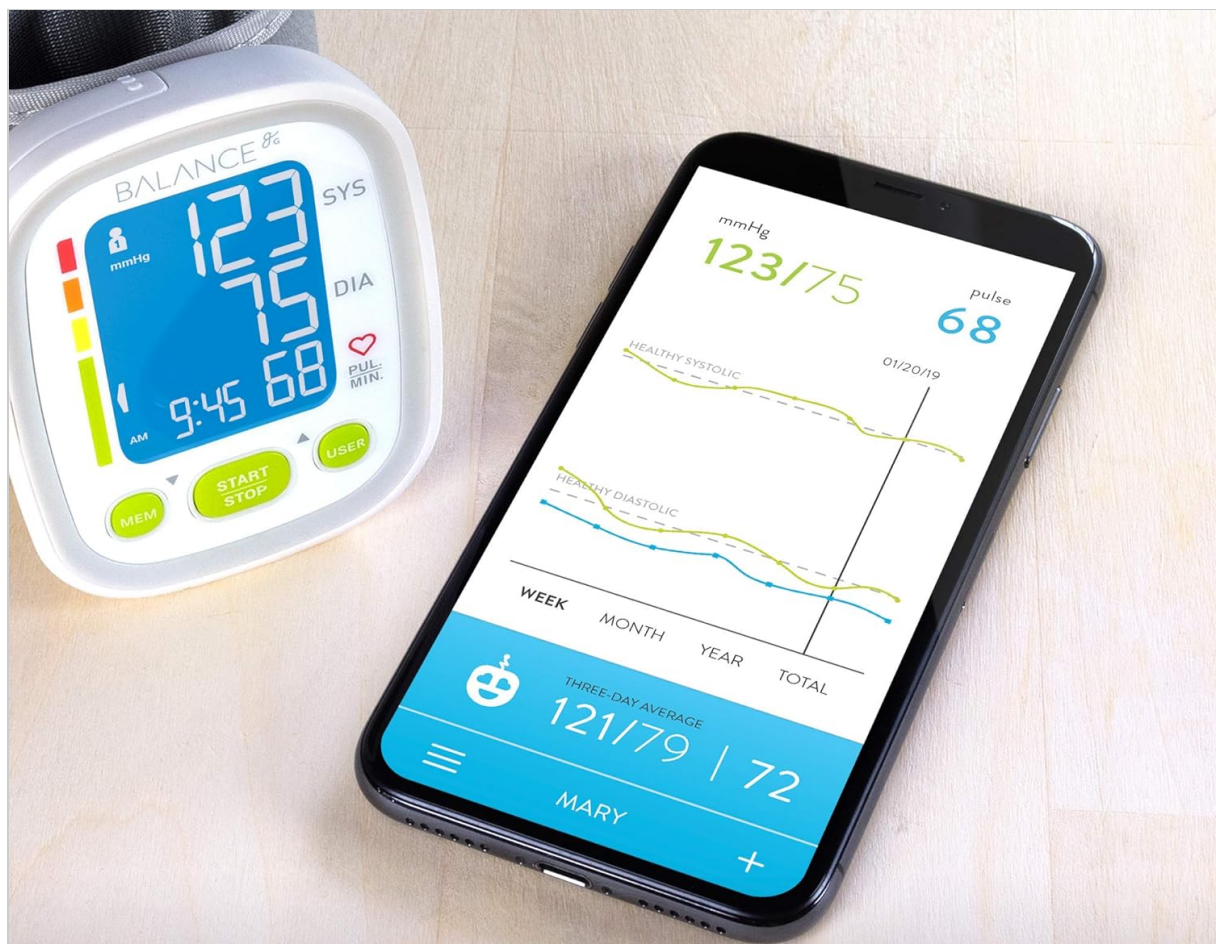 BALANCE
mmHg
1
123
SYS
75
DIA
AM
9:45
68
PUL.
MIN.
MEM
START
STOP
USER
mmHg
123/75
pulse
68
01/20/19
HEALTHY SYSTOLIC
HEALTHY DIASTOLIC
WEEK MONTH YEAR TOTAL
THREE-DAY AVERAGE
121/79 | 72
MARY
+